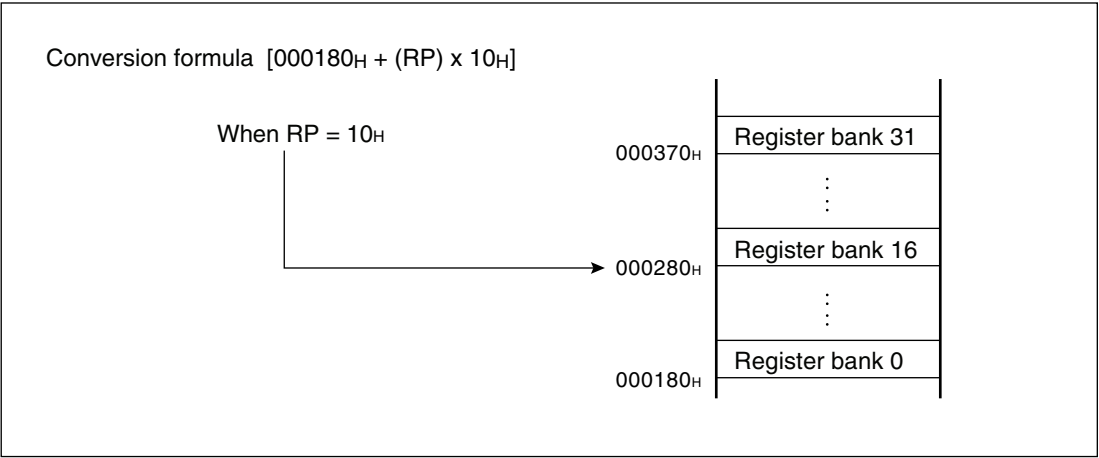 Conversion formula [000180H + (RP) x 10H]
When RP = 10H
Register bank 31
000370H
Register bank 16
000280H
Register bank 0
000180H